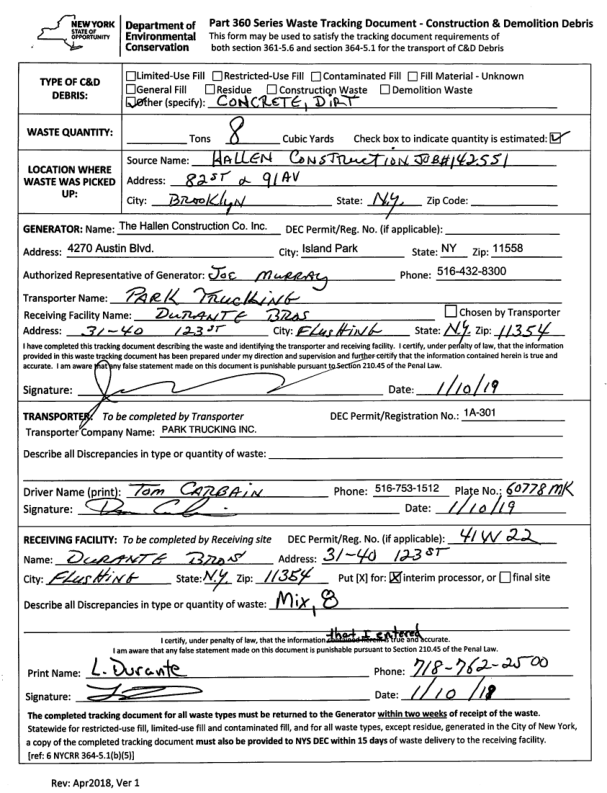 NEW YORK STATE OF OPPORTUNITY
Department of Environmental Conservation
Part 360 Series Waste Tracking Document - Construction & Demolition Debris
This form may be used to satisfy the tracking document requirements of
both section 361-5.6 and section 364-5.1 for the transport of C&D Debris
TYPE OF C&D DEBRIS:
☐Limited-Use Fill ☐Restricted-Use Fill ☐Contaminated Fill ☐Fill Material - Unknown
☐General Fill ☐Residue ☐Construction Waste ☐Demolition Waste
☑Other (specify): CONCRETE, DIRT
WASTE QUANTITY: Tons 8 Cubic Yards Check box to indicate quantity is estimated: ☑
LOCATION WHERE WASTE WAS PICKED UP:
Source Name: HALLEN CONSTRUCTION JOB#142551
Address: 82ST & 91AV
City: BROOKLYN State: N.Y. Zip Code:
GENERATOR: Name: The Hallen Construction Co. Inc. DEC Permit/Reg. No. (if applicable):
Address: 4270 Austin Blvd. City: Island Park State: NY Zip: 11558
Authorized Representative of Generator: JOE MURRAY Phone: 516-432-8300
Transporter Name: PARK TRUCKING
Receiving Facility Name: DURANTE BROS ☐Chosen by Transporter
Address: 31-40 123ST City: FLUSHING State: N.Y. Zip: 11354
I have completed this tracking document describing the waste and identifying the transporter and receiving facility. I certify, under penalty of law, that the information
provided in this waste tracking document has been prepared under my direction and supervision and further certify that the information contained herein is true and
accurate. I am aware that any false statement made on this document is punishable pursuant to Section 210.45 of the Penal Law.
Signature: Date: 1/10/19
TRANSPORTER: To be completed by Transporter DEC Permit/Registration No.: 1A-301
Transporter Company Name: PARK TRUCKING INC.
Describe all Discrepancies in type or quantity of waste:
Driver Name (print): Tom CARBAIN Phone: 516-753-1512 Plate No.: 60778MK
Signature: Date: 1/10/19
RECEIVING FACILITY: To be completed by Receiving site DEC Permit/Reg. No. (if applicable): 41W22
Name: DURANTE BROS Address: 31-40 123ST
City: FLUSHING State: N.Y. Zip: 11354 Put [X] for: ☒interim processor, or ☐final site
Describe all Discrepancies in type or quantity of waste: Mix, 8
that I entered
I certify, under penalty of law, that the information contained herein is true and accurate.
I am aware that any false statement made on this document is punishable pursuant to Section 210.45 of the Penal Law.
Print Name: L. Durante Phone: 718-762-2500
Signature: Date: 1/10/18
The completed tracking document for all waste types must be returned to the Generator within two weeks of receipt of the waste.
Statewide for restricted-use fill, limited-use fill and contaminated fill, and for all waste types, except residue, generated in the City of New York,
a copy of the completed tracking document must also be provided to NYS DEC within 15 days of waste delivery to the receiving facility.
[ref: 6 NYCRR 364-5.1(b)(5)]
Rev: Apr2018, Ver 1